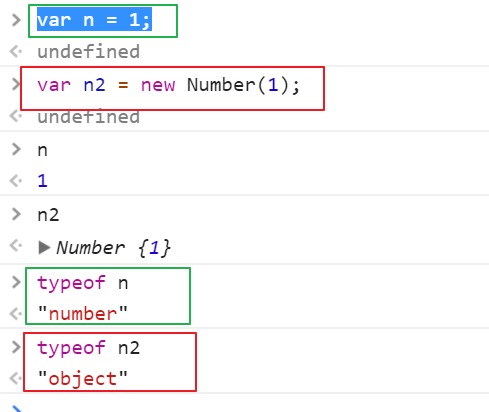 var n = 1;
undefined
var n2 = new Number(1);
undefined
n
1
n2
Number {1}
typeof n
"number"
typeof n2
"object"